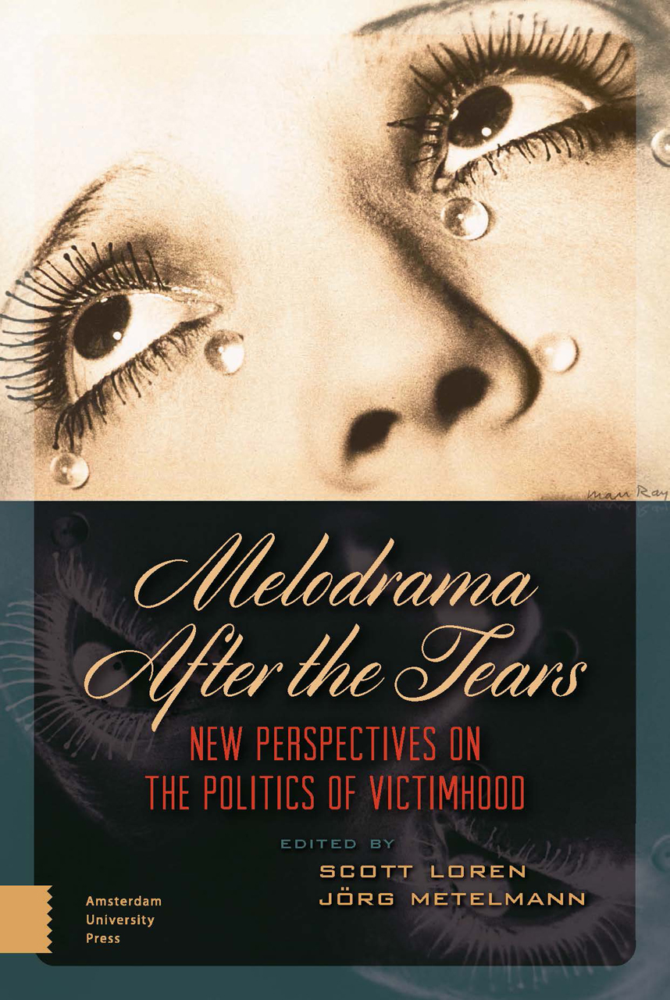 man Ray
Melodrama
After the Tears
NEW PERSPECTIVES ON
THE POLITICS OF VICTIMHOOD
EDITED BY
SCOTT LOREN
JÖRG METELMANN
Amsterdam
University
Press